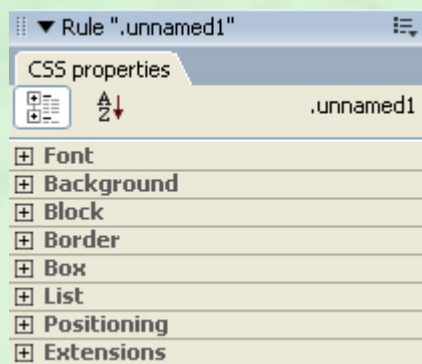 Rule ".unnamed1"
CSS properties
A Z .unnamed1
Font
Background
Block
Border
Box
List
Positioning
Extensions